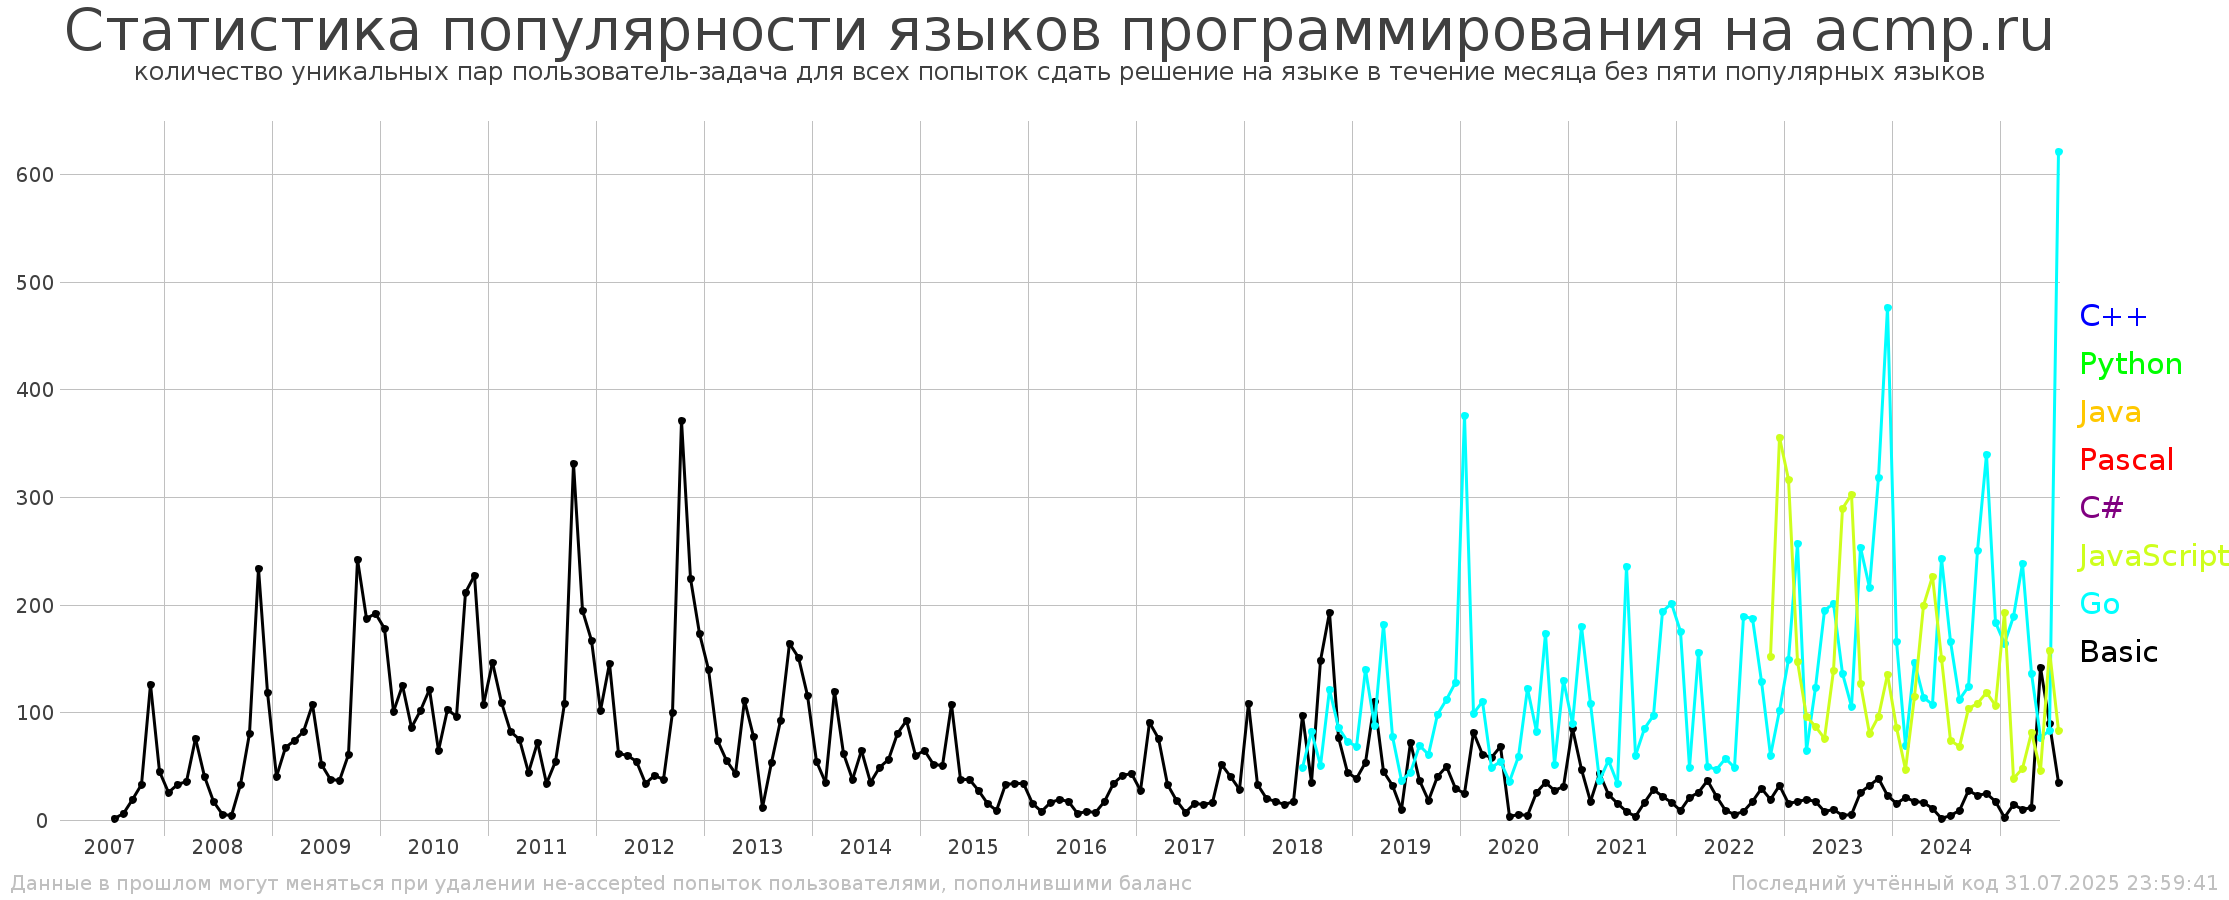 Статистика популярности языков программирования на acmp.ru
количество уникальных пар пользователь-задача для всех попыток сдать решение на языке в течение месяца без пяти популярных языков
600
500
400
300
200
100
0
C++
Python
Java
Pascal
C#
JavaScript
Go
Basic
2007 2008 2009 2010 2011 2012 2013 2014 2015 2016 2017 2018 2019 2020 2021 2022 2023 2024
Данные в прошлом могут меняться при удалении не-accepted попыток пользователями, пополнившими баланс
Последний учтённый код 31.07.2025 23:59:41